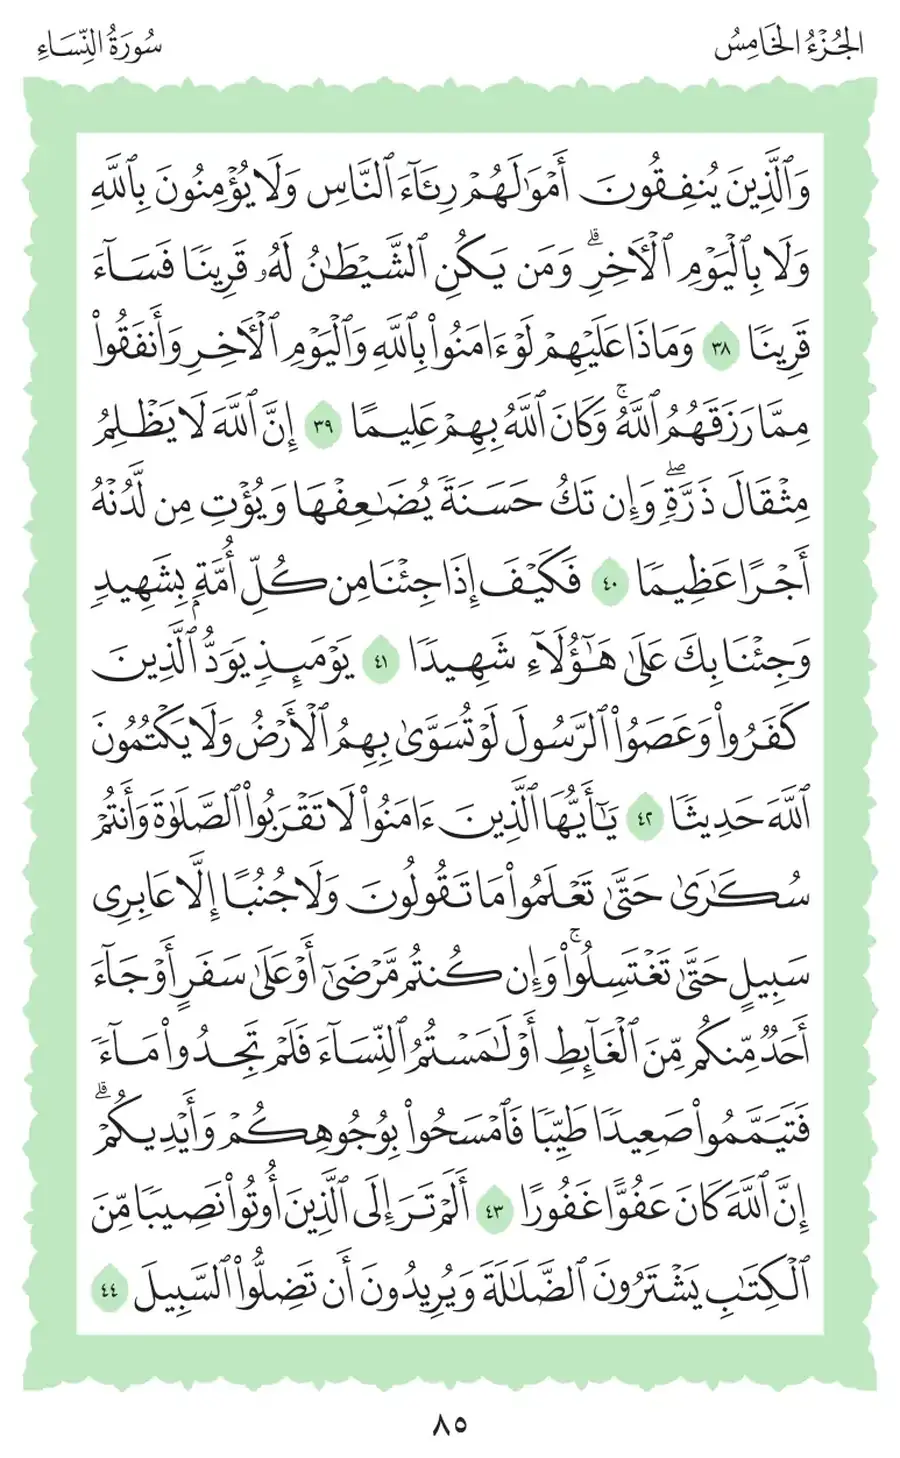 الجُزْءُ الخَامِسُ
سُورَةُ النِّسَاءِ
وَٱلَّذِينَ يُنفِقُونَ أَمْوَٰلَهُمْ رِئَآءَ ٱلنَّاسِ وَلَا يُؤْمِنُونَ بِٱللَّهِ
وَلَا بِٱلْيَوْمِ ٱلْأَخِرِۗ وَمَن يَكُنِ ٱلشَّيْطَٰنُ لَهُۥ قَرِينٗا فَسَآءَ
قَرِينٗا ٣٨ وَمَاذَا عَلَيْهِمْ لَوْ ءَامَنُوا۟ بِٱللَّهِ وَٱلْيَوْمِ ٱلْأَخِرِ وَأَنفَقُوا۟
مِمَّا رَزَقَهُمُ ٱللَّهُۚ وَكَانَ ٱللَّهُ بِهِمْ عَلِيمًا ٣٩ إِنَّ ٱللَّهَ لَا يَظْلِمُ
مِثْقَالَ ذَرَّةٖۖ وَإِن تَكُ حَسَنَةٗ يُضَٰعِفْهَا وَيُؤْتِ مِن لَّدُنْهُ
أَجْرًا عَظِيمٗا ٤٠ فَكَيْفَ إِذَا جِئْنَا مِن كُلِّ أُمَّةِۭ بِشَهِيدٖ
وَجِئْنَا بِكَ عَلَىٰ هَٰٓؤُلَآءِ شَهِيدٗا ٤١ يَوْمَئِذٖ يَوَدُّ ٱلَّذِينَ
كَفَرُوا۟ وَعَصَوُا۟ ٱلرَّسُولَ لَوْ تُسَوَّىٰ بِهِمُ ٱلْأَرْضُ وَلَا يَكْتُمُونَ
ٱللَّهَ حَدِيثٗا ٤٢ يَٰٓأَيُّهَا ٱلَّذِينَ ءَامَنُوا۟ لَا تَقْرَبُوا۟ ٱلصَّلَوٰةَ وَأَنتُمْ
سُكَٰرَىٰ حَتَّىٰ تَعْلَمُوا۟ مَا تَقُولُونَ وَلَا جُنُبًا إِلَّا عَابِرِى
سَبِيلٍ حَتَّىٰ تَغْتَسِلُوا۟ۚ وَإِن كُنتُم مَّرْضَىٰٓ أَوْ عَلَىٰ سَفَرٍ أَوْ جَآءَ
أَحَدٞ مِّنكُم مِّنَ ٱلْغَآئِطِ أَوْ لَٰمَسْتُمُ ٱلنِّسَآءَ فَلَمْ تَجِدُوا۟ مَآءٗ
فَتَيَمَّمُوا۟ صَعِيدٗا طَيِّبٗا فَٱمْسَحُوا۟ بِوُجُوهِكُمْ وَأَيْدِيكُمْۗ
إِنَّ ٱللَّهَ كَانَ عَفُوًّا غَفُورًا ٤٣ أَلَمْ تَرَ إِلَى ٱلَّذِينَ أُوتُوا۟ نَصِيبٗا مِّنَ
ٱلْكِتَٰبِ يَشْتَرُونَ ٱلضَّلَٰلَةَ وَيُرِيدُونَ أَن تَضِلُّوا۟ ٱلسَّبِيلَ ٤٤
٨٥